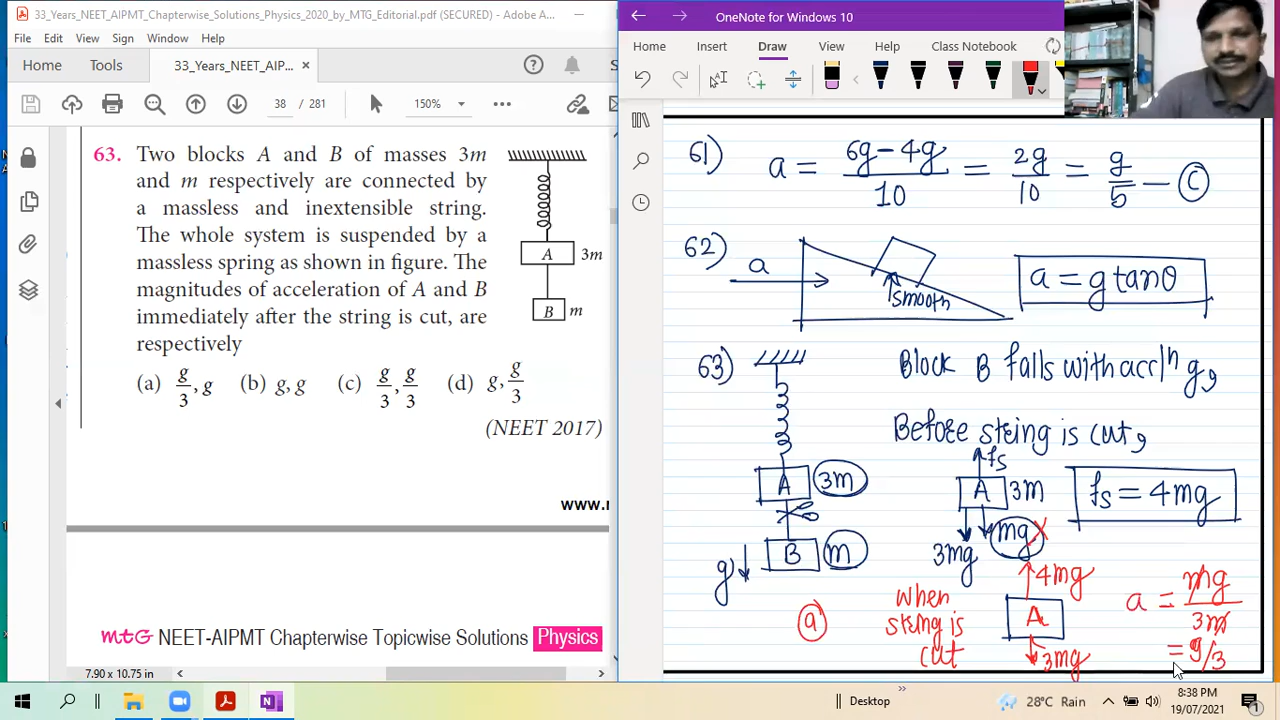 33_Years_NEET_AIPMT_Chapterwise_Solutions_Physics_2020_by_MTG_Editorial.pdf (SECURED) - Adobe A...
File Edit View Sign Window Help
Home Tools 33_Years_NEET_AIP...
38 / 281 150%
63. Two blocks A and B of masses 3m
and m respectively are connected by
a massless and inextensible string.
The whole system is suspended by a
massless spring as shown in figure. The
magnitudes of acceleration of A and B
immediately after the string is cut, are
respectively
A 3m
B m
(a) g/3, g (b) g, g (c) g/3, g/3 (d) g, g/3
(NEET 2017)
www.
mtG NEET-AIPMT Chapterwise Topicwise Solutions Physics
7.90 x 10.75 in
OneNote for Windows 10
Home Insert Draw View Help Class Notebook
61) a = 6g-4g/10 = 2g/10 = g/5 — C
62) a smooth a = g tanθ
63) Block B falls with accln g,
Before string is cut,
A 3m
B m
g
fs
A 3m
3mg mg
fs = 4mg
a
when
string is
cut
4mg
A
3mg
a = mg/3m
= g/3
28°C Rain
Desktop
8:38 PM
19/07/2021